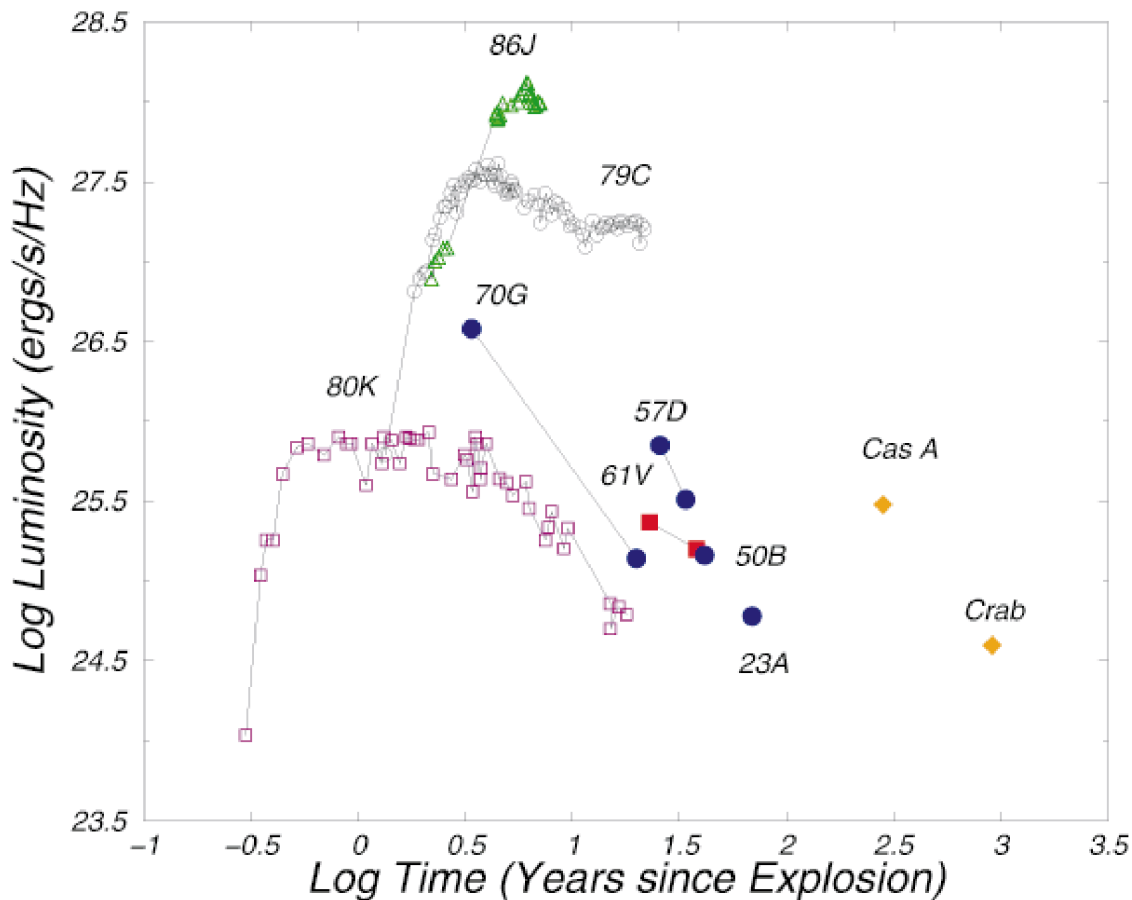 28.5
86J
27.5
79C
70G
26.5
80K
57D
61V
Cas A
25.5
50B
Crab
24.5
23A
23.5
−1
−0.5
0
0.5
1
1.5
2
2.5
3
3.5
Log Luminosity (ergs/s/Hz)
Log Time (Years since Explosion)